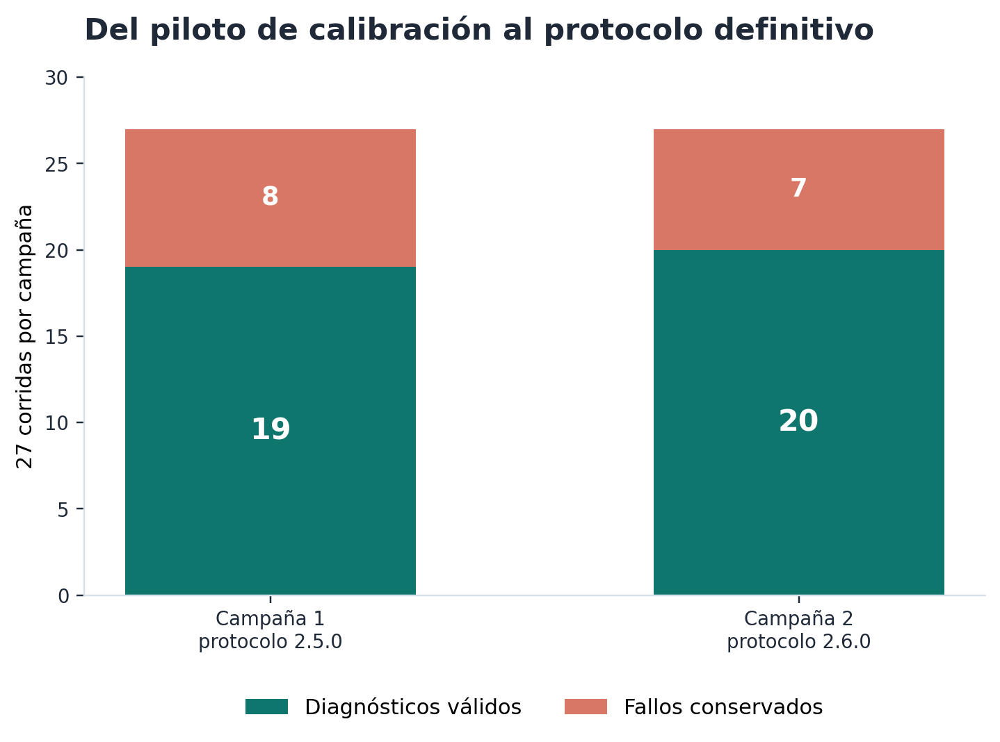 Del piloto de calibración al protocolo definitivo
27 corridas por campaña
30
25
20
15
10
5
0
8
19
7
20
Campaña 1
protocolo 2.5.0
Campaña 2
protocolo 2.6.0
Diagnósticos válidos
Fallos conservados